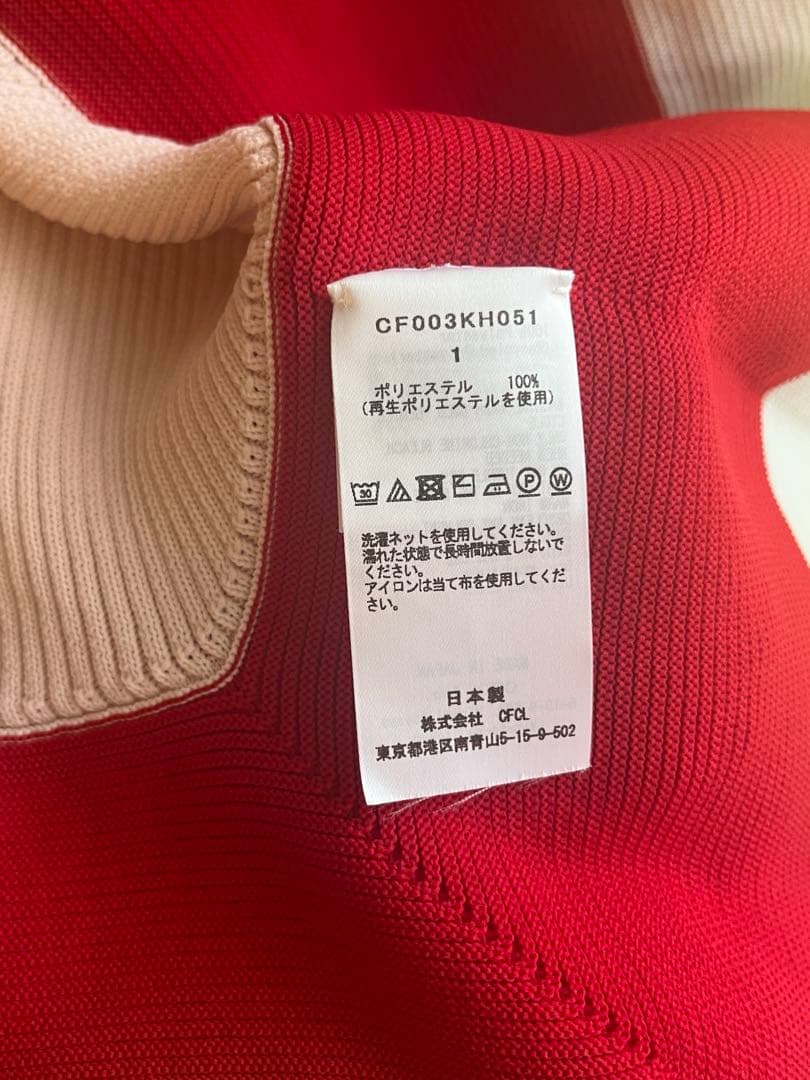 CF003KH051
1
ポリエステル 100%
(再生ポリエステルを使用)
30
P W
洗濯ネットを使用してください。
濡れた状態で長時間放置しないで
ください。
アイロンは当て布を使用してくだ
さい。
日本製
株式会社 CFCL
東京都港区南青山5-15-9-502